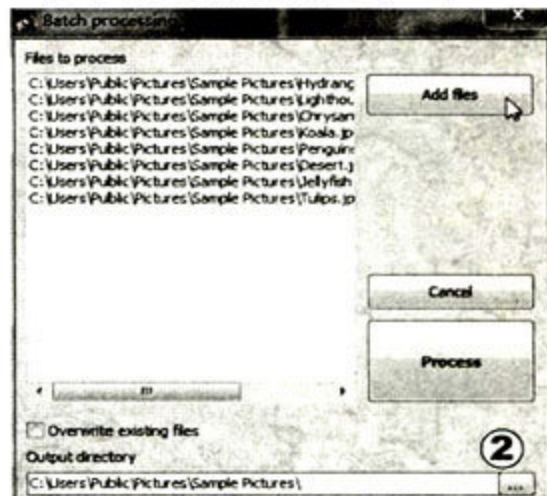 Batch processing
Files to process
C:\Users\Public\Pictures\Sample Pictures\Hydrang
C:\Users\Public\Pictures\Sample Pictures\Lighthou
C:\Users\Public\Pictures\Sample Pictures\Chrysan
C:\Users\Public\Pictures\Sample Pictures\Koala.jp
C:\Users\Public\Pictures\Sample Pictures\Penguins
C:\Users\Public\Pictures\Sample Pictures\Desert.j
C:\Users\Public\Pictures\Sample Pictures\Jellyfish
C:\Users\Public\Pictures\Sample Pictures\Tulips.jp
Add files
Cancel
Process
Overwrite existing files
2
Output directory
C:\Users\Public\Pictures\Sample Pictures\
...